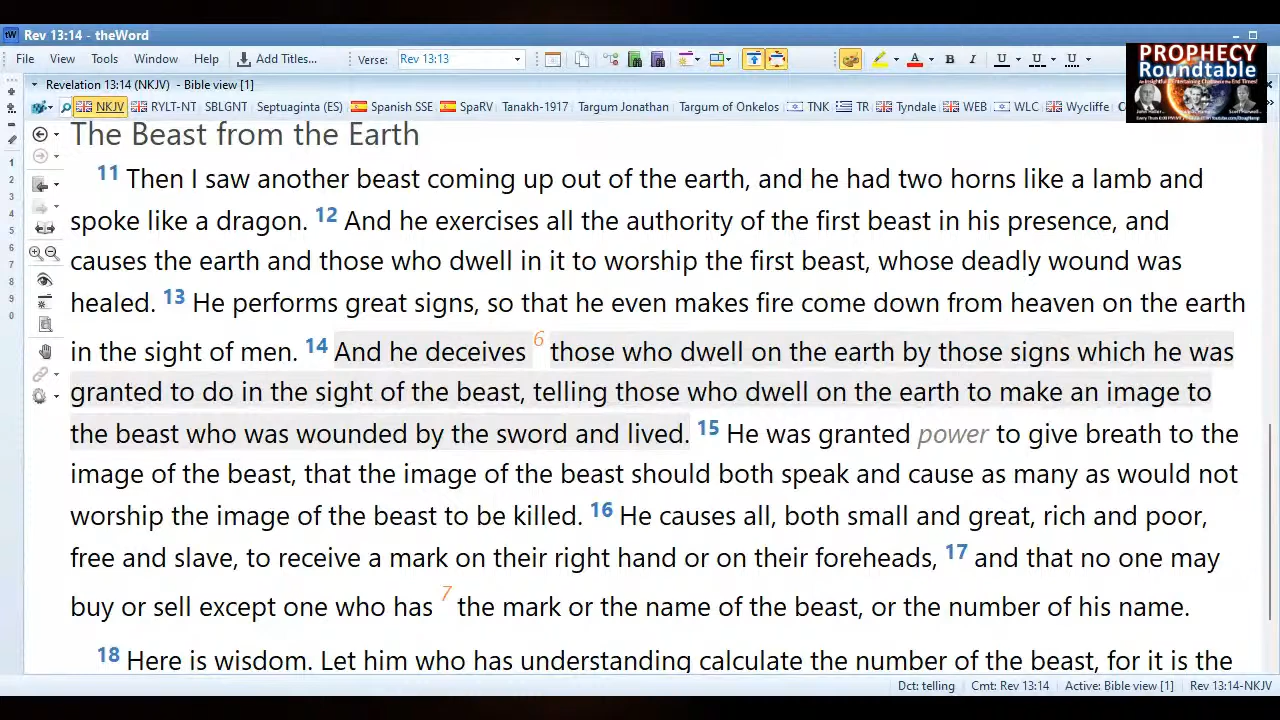 Rev 13:14 - theWord
File View Tools Window Help Add Titles... Verse: Rev 13:13
PROPHECY
Roundtable
Revelation 13:14 (NKJV) - Bible view [1]
NKJV RYLT-NT SBLGNT Septuaginta (ES) Spanish SSE SpaRV Tanakh-1917 Targum Jonathan Targum of Onkelos TNK TR Tyndale WEB WLC Wycliffe
The Beast from the Earth
11 Then I saw another beast coming up out of the earth, and he had two horns like a lamb and
spoke like a dragon. 12 And he exercises all the authority of the first beast in his presence, and
causes the earth and those who dwell in it to worship the first beast, whose deadly wound was
healed. 13 He performs great signs, so that he even makes fire come down from heaven on the earth
in the sight of men. 14 And he deceives 6 those who dwell on the earth by those signs which he was
granted to do in the sight of the beast, telling those who dwell on the earth to make an image to
the beast who was wounded by the sword and lived. 15 He was granted power to give breath to the
image of the beast, that the image of the beast should both speak and cause as many as would not
worship the image of the beast to be killed. 16 He causes all, both small and great, rich and poor,
free and slave, to receive a mark on their right hand or on their foreheads, 17 and that no one may
buy or sell except one who has 7 the mark or the name of the beast, or the number of his name.
18 Here is wisdom. Let him who has understanding calculate the number of the beast, for it is the
1
2
3
4
5
6
7
8
9
0
Dct: telling Cmt: Rev 13:14 Active: Bible view [1] Rev 13:14-NKJV